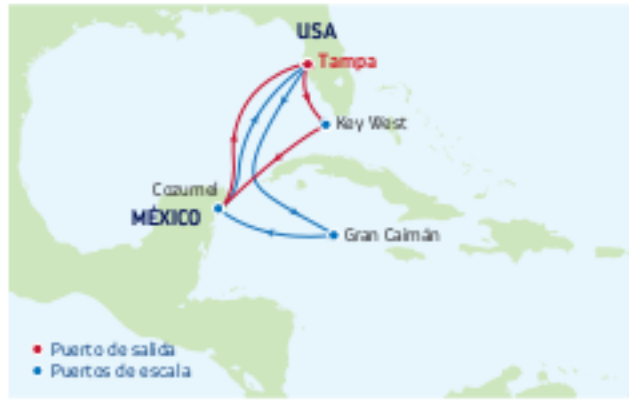 USA
Tampa
Key West
Cozumel
MÉXICO
Gran Caimán
Puerto de salida
Puertos de escala